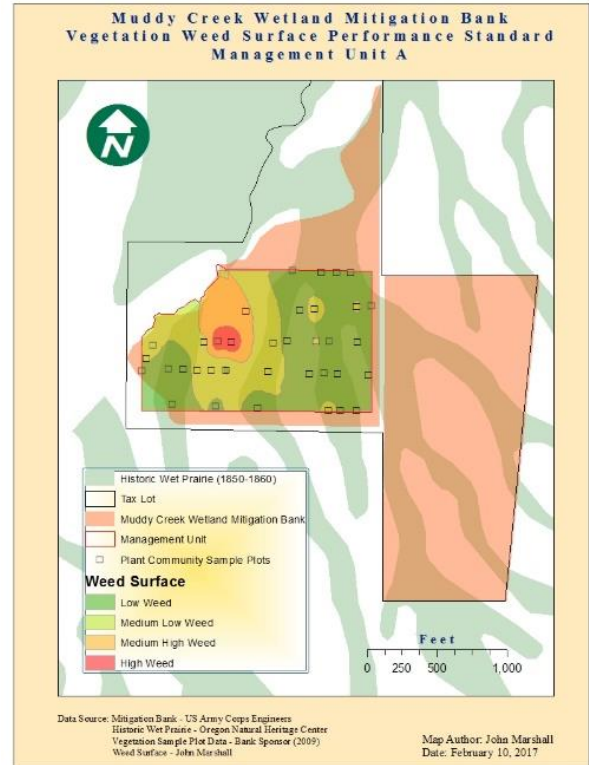 Muddy Creek Wetland Mitigation Bank
Vegetation Weed Surface Performance Standard
Management Unit A
N
Historic Wet Prairie (1850-1860)
Tax Lot
Muddy Creek Wetland Mitigation Bank
Management Unit
Plant Community Sample Plots
Weed Surface
Low Weed
Medium Low Weed
Medium High Weed
High Weed
Feet
0 250 500 1,000
Data Source: Mitigation Bank - US Army Corps Engineers
Historic Wet Prairie - Oregon Natural Heritage Center
Vegetation Sample Plot Data - Bank Sponsor (2009)
Weed Surface - John Marshall
Map Author: John Marshall
Date: February 10, 2017